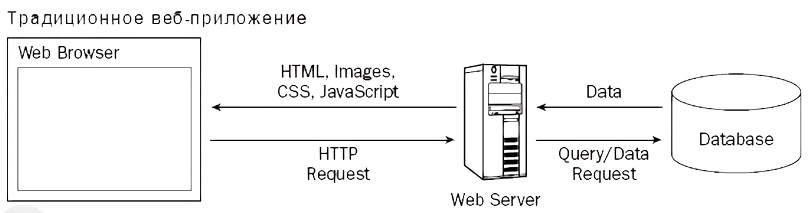 Традиционное веб-приложение
Web Browser
HTML, Images,
CSS, JavaScript
HTTP
Request
Web Server
Data
Query/Data
Request
Database